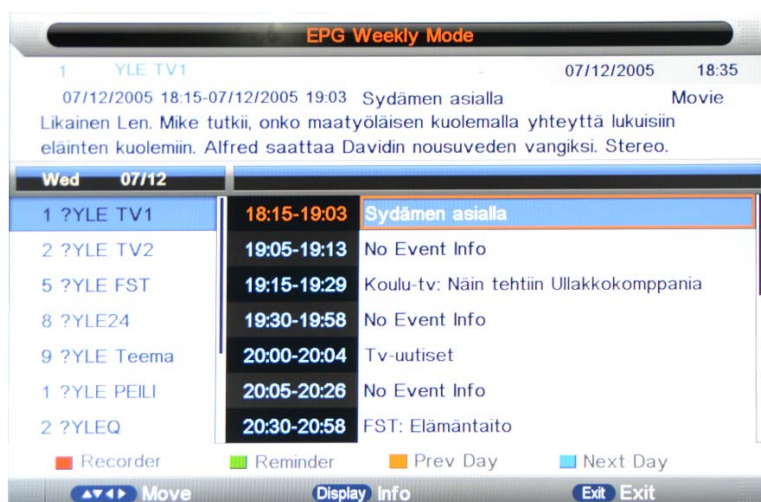 EPG Weekly Mode
1 YLE TV1 - 07/12/2005 18:35
07/12/2005 18:15-07/12/2005 19:03 Sydämen asialla Movie
Likainen Len. Mike tutkii, onko maatyöläisen kuolemalla yhteyttä lukuisiin
eläinten kuolemiin. Alfred saattaa Davidin nousuveden vangiksi. Stereo.
Wed 07/12
1 ?YLE TV1 18:15-19:03 Sydämen asialla
2 ?YLE TV2 19:05-19:13 No Event Info
5 ?YLE FST 19:15-19:29 Koulu-tv: Näin tehtiin Ullakkokomppania
8 ?YLE24 19:30-19:58 No Event Info
9 ?YLE Teema 20:00-20:04 Tv-uutiset
1 ?YLE PEILI 20:05-20:26 No Event Info
2 ?YLEQ 20:30-20:58 FST: Elämäntaito
Recorder Reminder Prev Day Next Day
Move Display Info Exit Exit